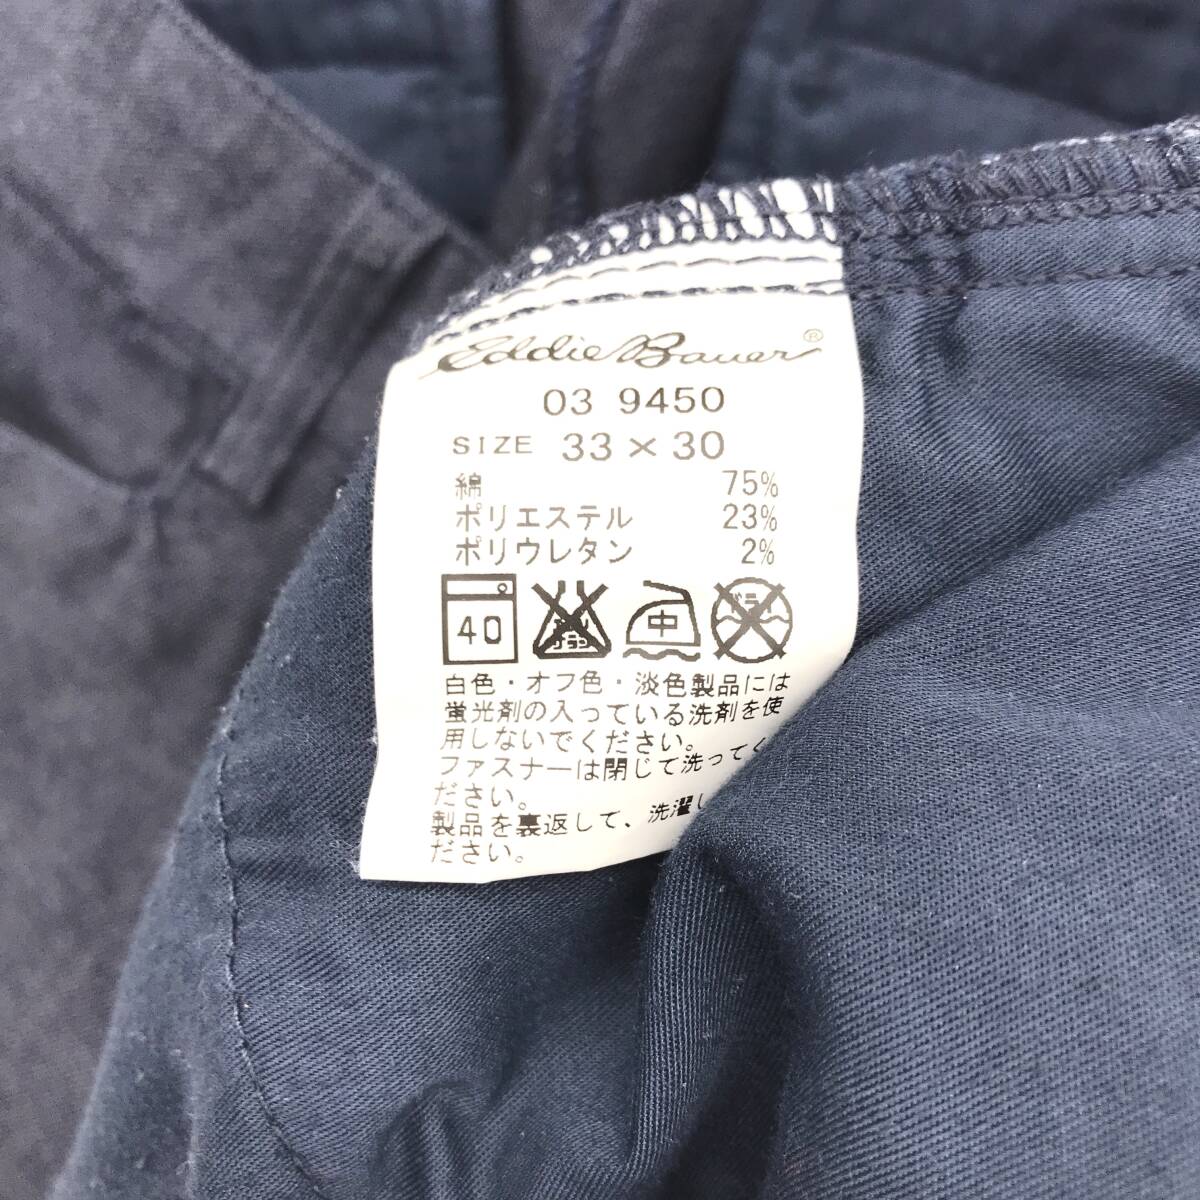 Eddie Bauer®
03 9450
SIZE 33×30
綿 75%
ポリエステル 23%
ポリウレタン 2%
40 中 ドライ
白色・オフ色・淡色製品には
蛍光剤の入っている洗剤を使
用しないでください。
ファスナーは閉じて洗ってく
ださい。
製品を裏返して、洗濯し
ださい。